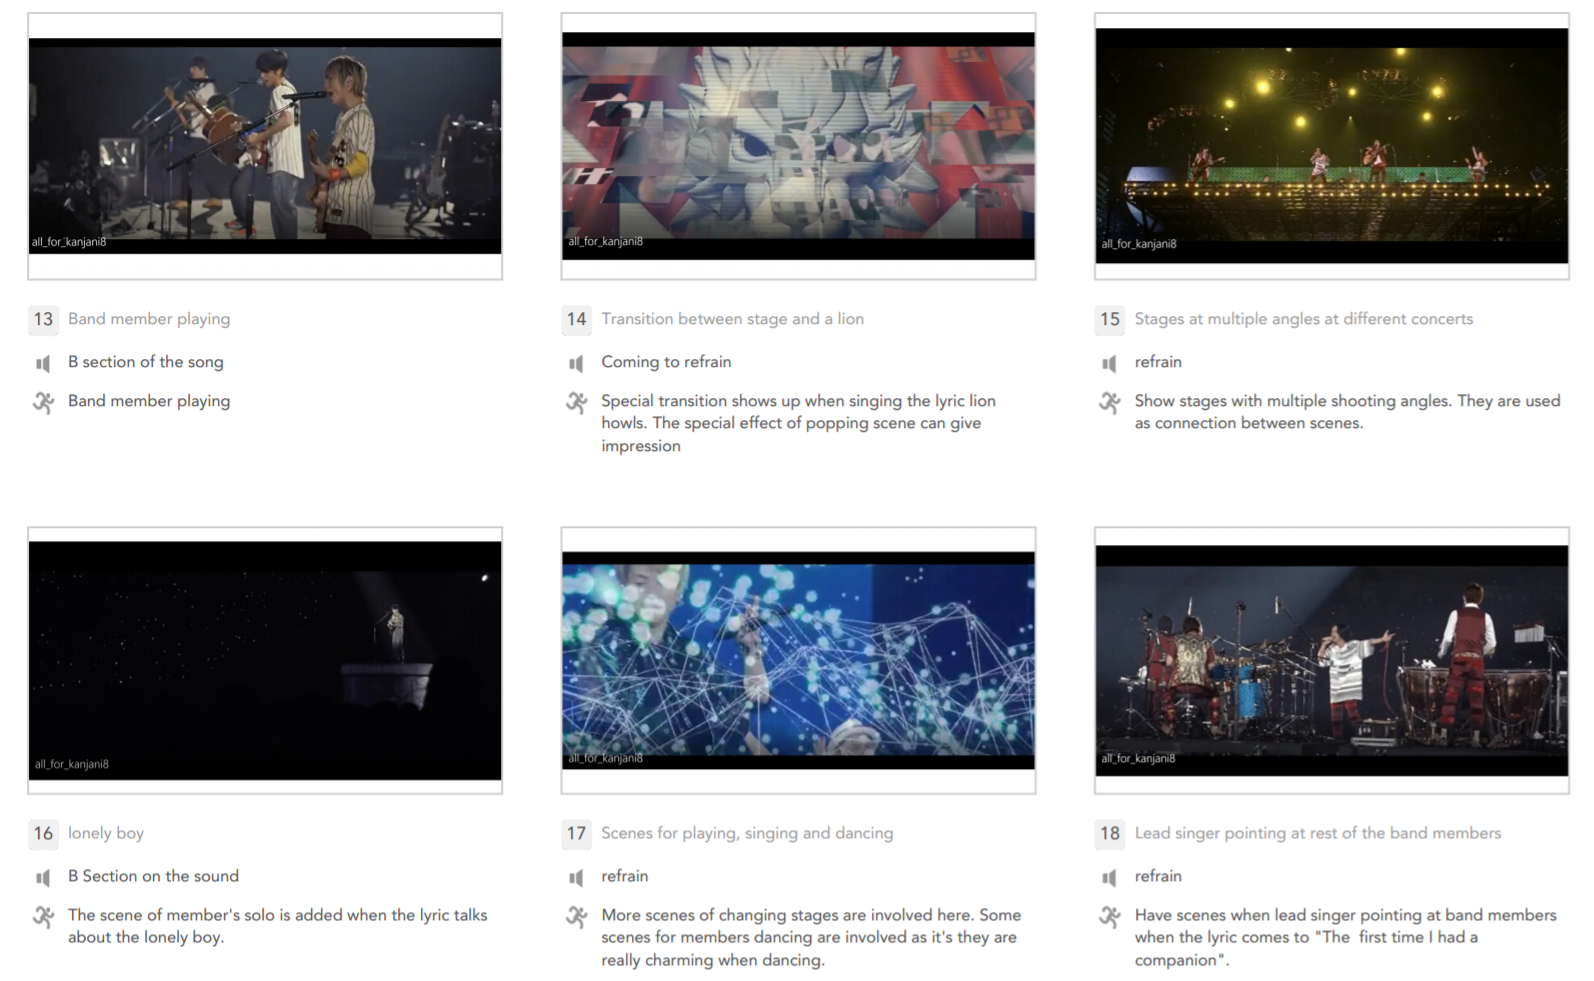 all_for_kanjani8
all_for_kanjani8
all_for_kanjani8
13 Band member playing
B section of the song
Band member playing
14 Transition between stage and a lion
Coming to refrain
Special transition shows up when singing the lyric lion
howls. The special effect of popping scene can give
impression
15 Stages at multiple angles at different concerts
refrain
Show stages with multiple shooting angles. They are used
as connection between scenes.
all_for_kanjani8
all_for_kanjani8
all_for_kanjani8
16 lonely boy
B Section on the sound
The scene of member's solo is added when the lyric talks
about the lonely boy.
17 Scenes for playing, singing and dancing
refrain
More scenes of changing stages are involved here. Some
scenes for members dancing are involved as it's they are
really charming when dancing.
18 Lead singer pointing at rest of the band members
refrain
Have scenes when lead singer pointing at band members
when the lyric comes to "The first time I had a
companion".